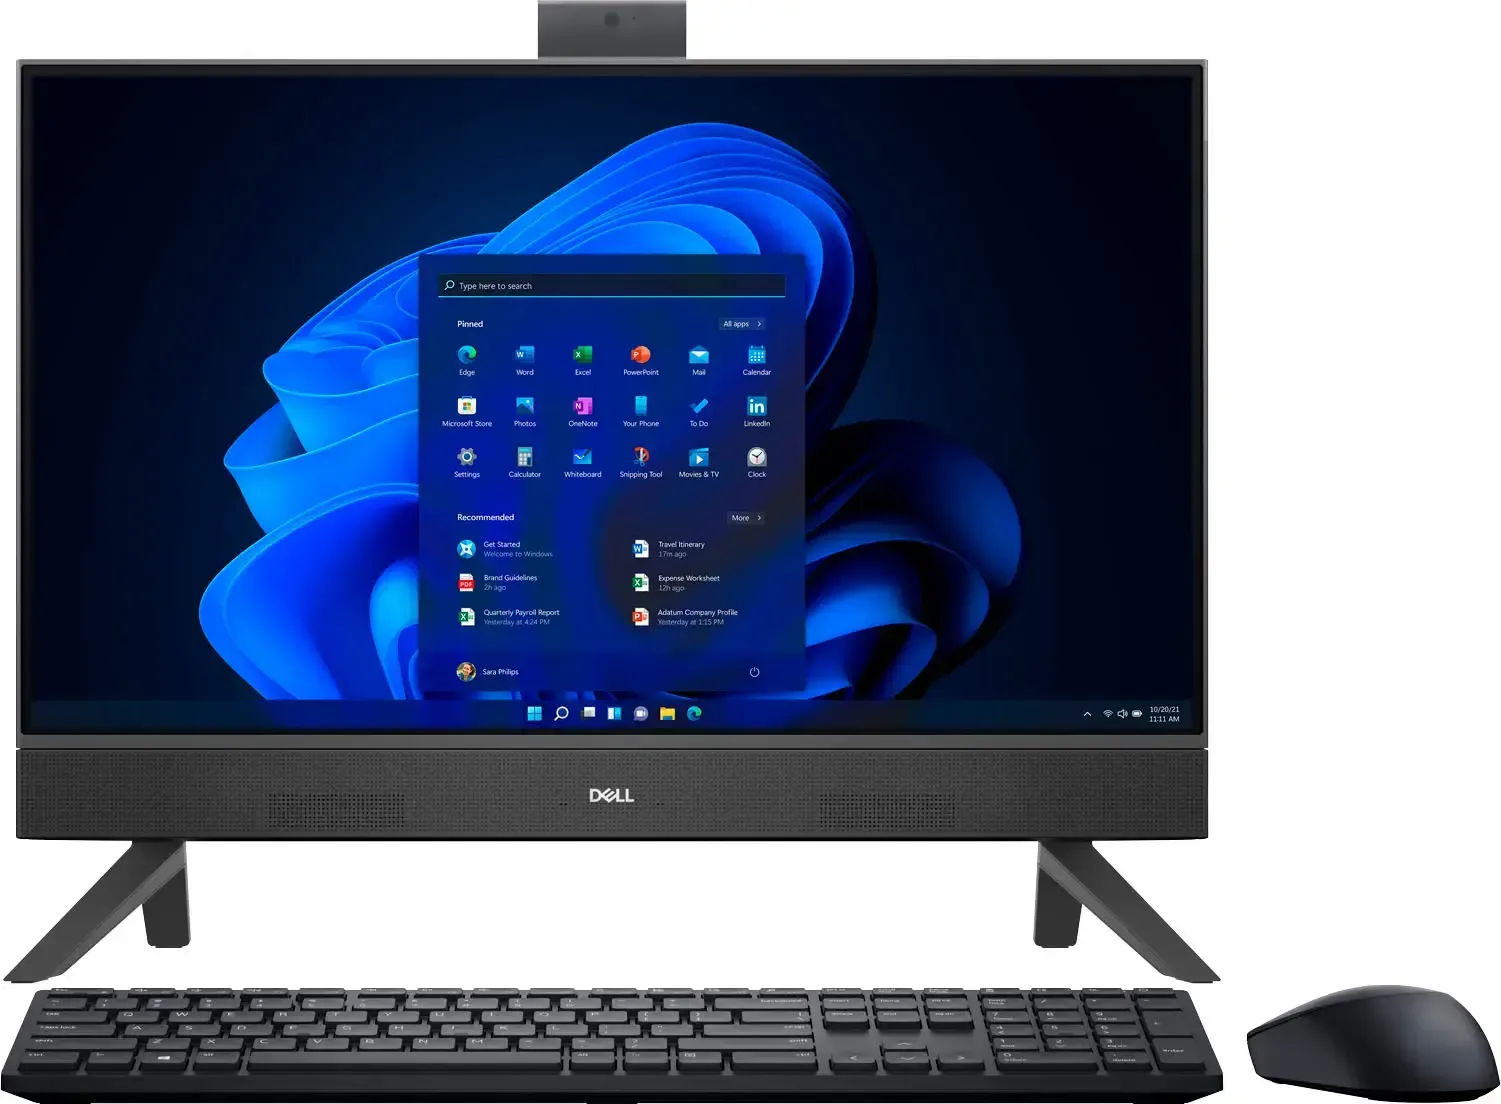 Type here to search
Pinned
All apps >
Edge
Word
Excel
PowerPoint
Mail
Calendar
Microsoft Store
Photos
OneNote
Your Phone
To Do
LinkedIn
Settings
Calculator
Whiteboard
Snipping Tool
Movies & TV
Clock
Recommended
More >
Get Started
Welcome to Windows
Travel Itinerary
17m ago
PDF
Brand Guidelines
2h ago
Expense Worksheet
12h ago
Quarterly Payroll Report
Yesterday at 4:24 PM
Adatum Company Profile
Yesterday at 1:15 PM
Sara Philips
10/20/21
11:11 AM
DELL
Q W E R T Y U I O P
A S D F G H J K L
Z X C V B N M